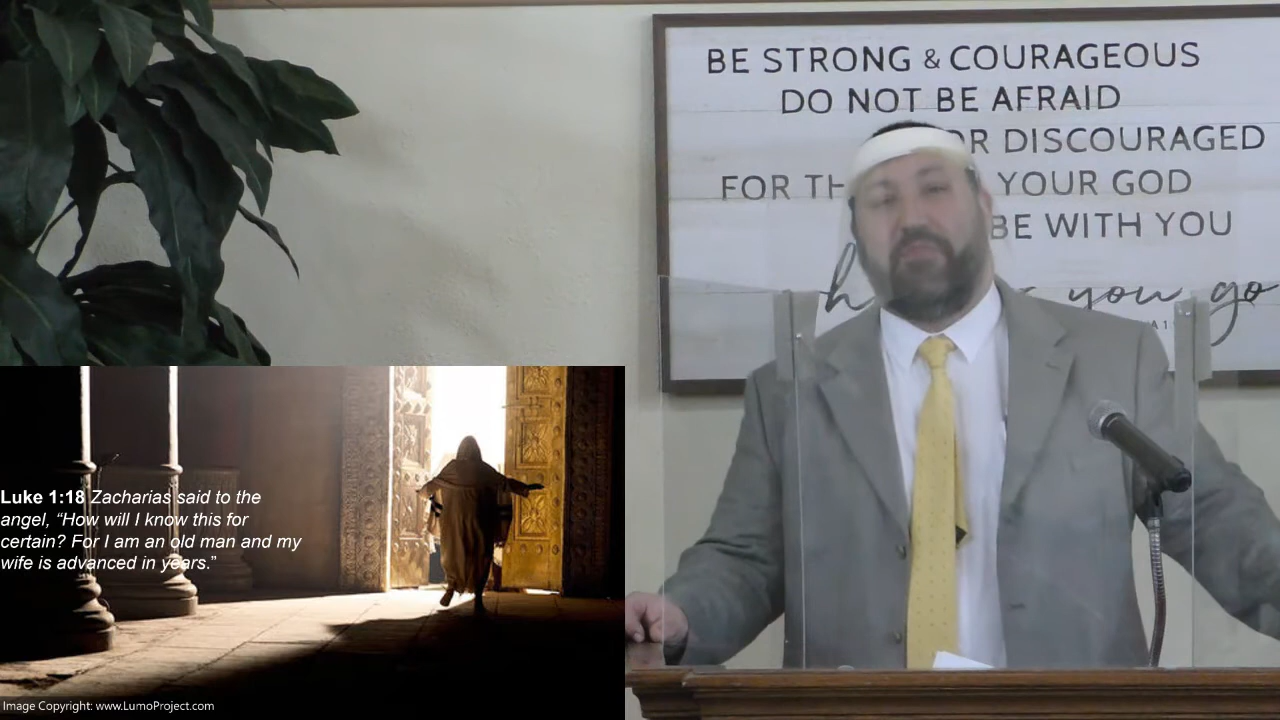 BE STRONG & COURAGEOUS
DO NOT BE AFRAID
OR DISCOURAGED
FOR TH YOUR GOD
BE WITH YOU
you go
Luke 1:18 Zacharias said to the
angel, “How will I know this for
certain? For I am an old man and my
wife is advanced in years.”
Image Copyright: www.LumoProject.com